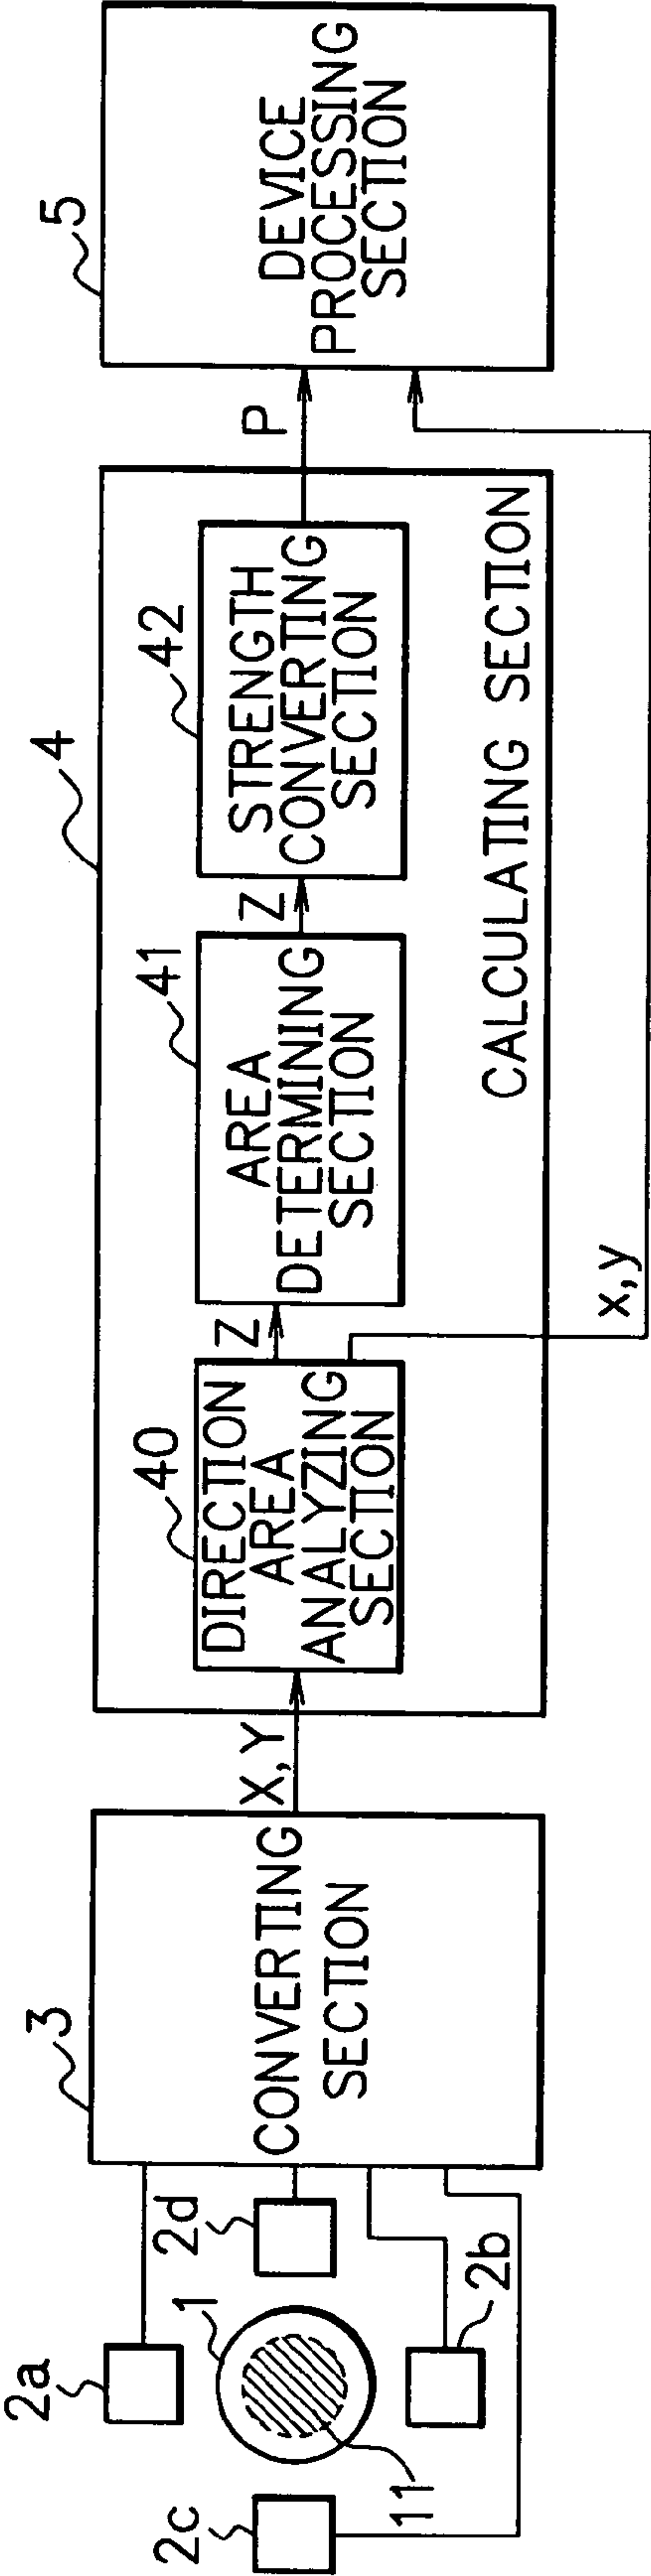 2a
2c
1
11
2d
2b
3
CONVERTING
SECTION
X,Y
4
40
DIRECTION
AREA
ANALYZING
SECTION
Z
x,y
41
AREA
DETERMINING
SECTION
Z
42
STRENGTH
CONVERTING
SECTION
CALCULATING SECTION
P
5
DEVICE
PROCESSING
SECTION